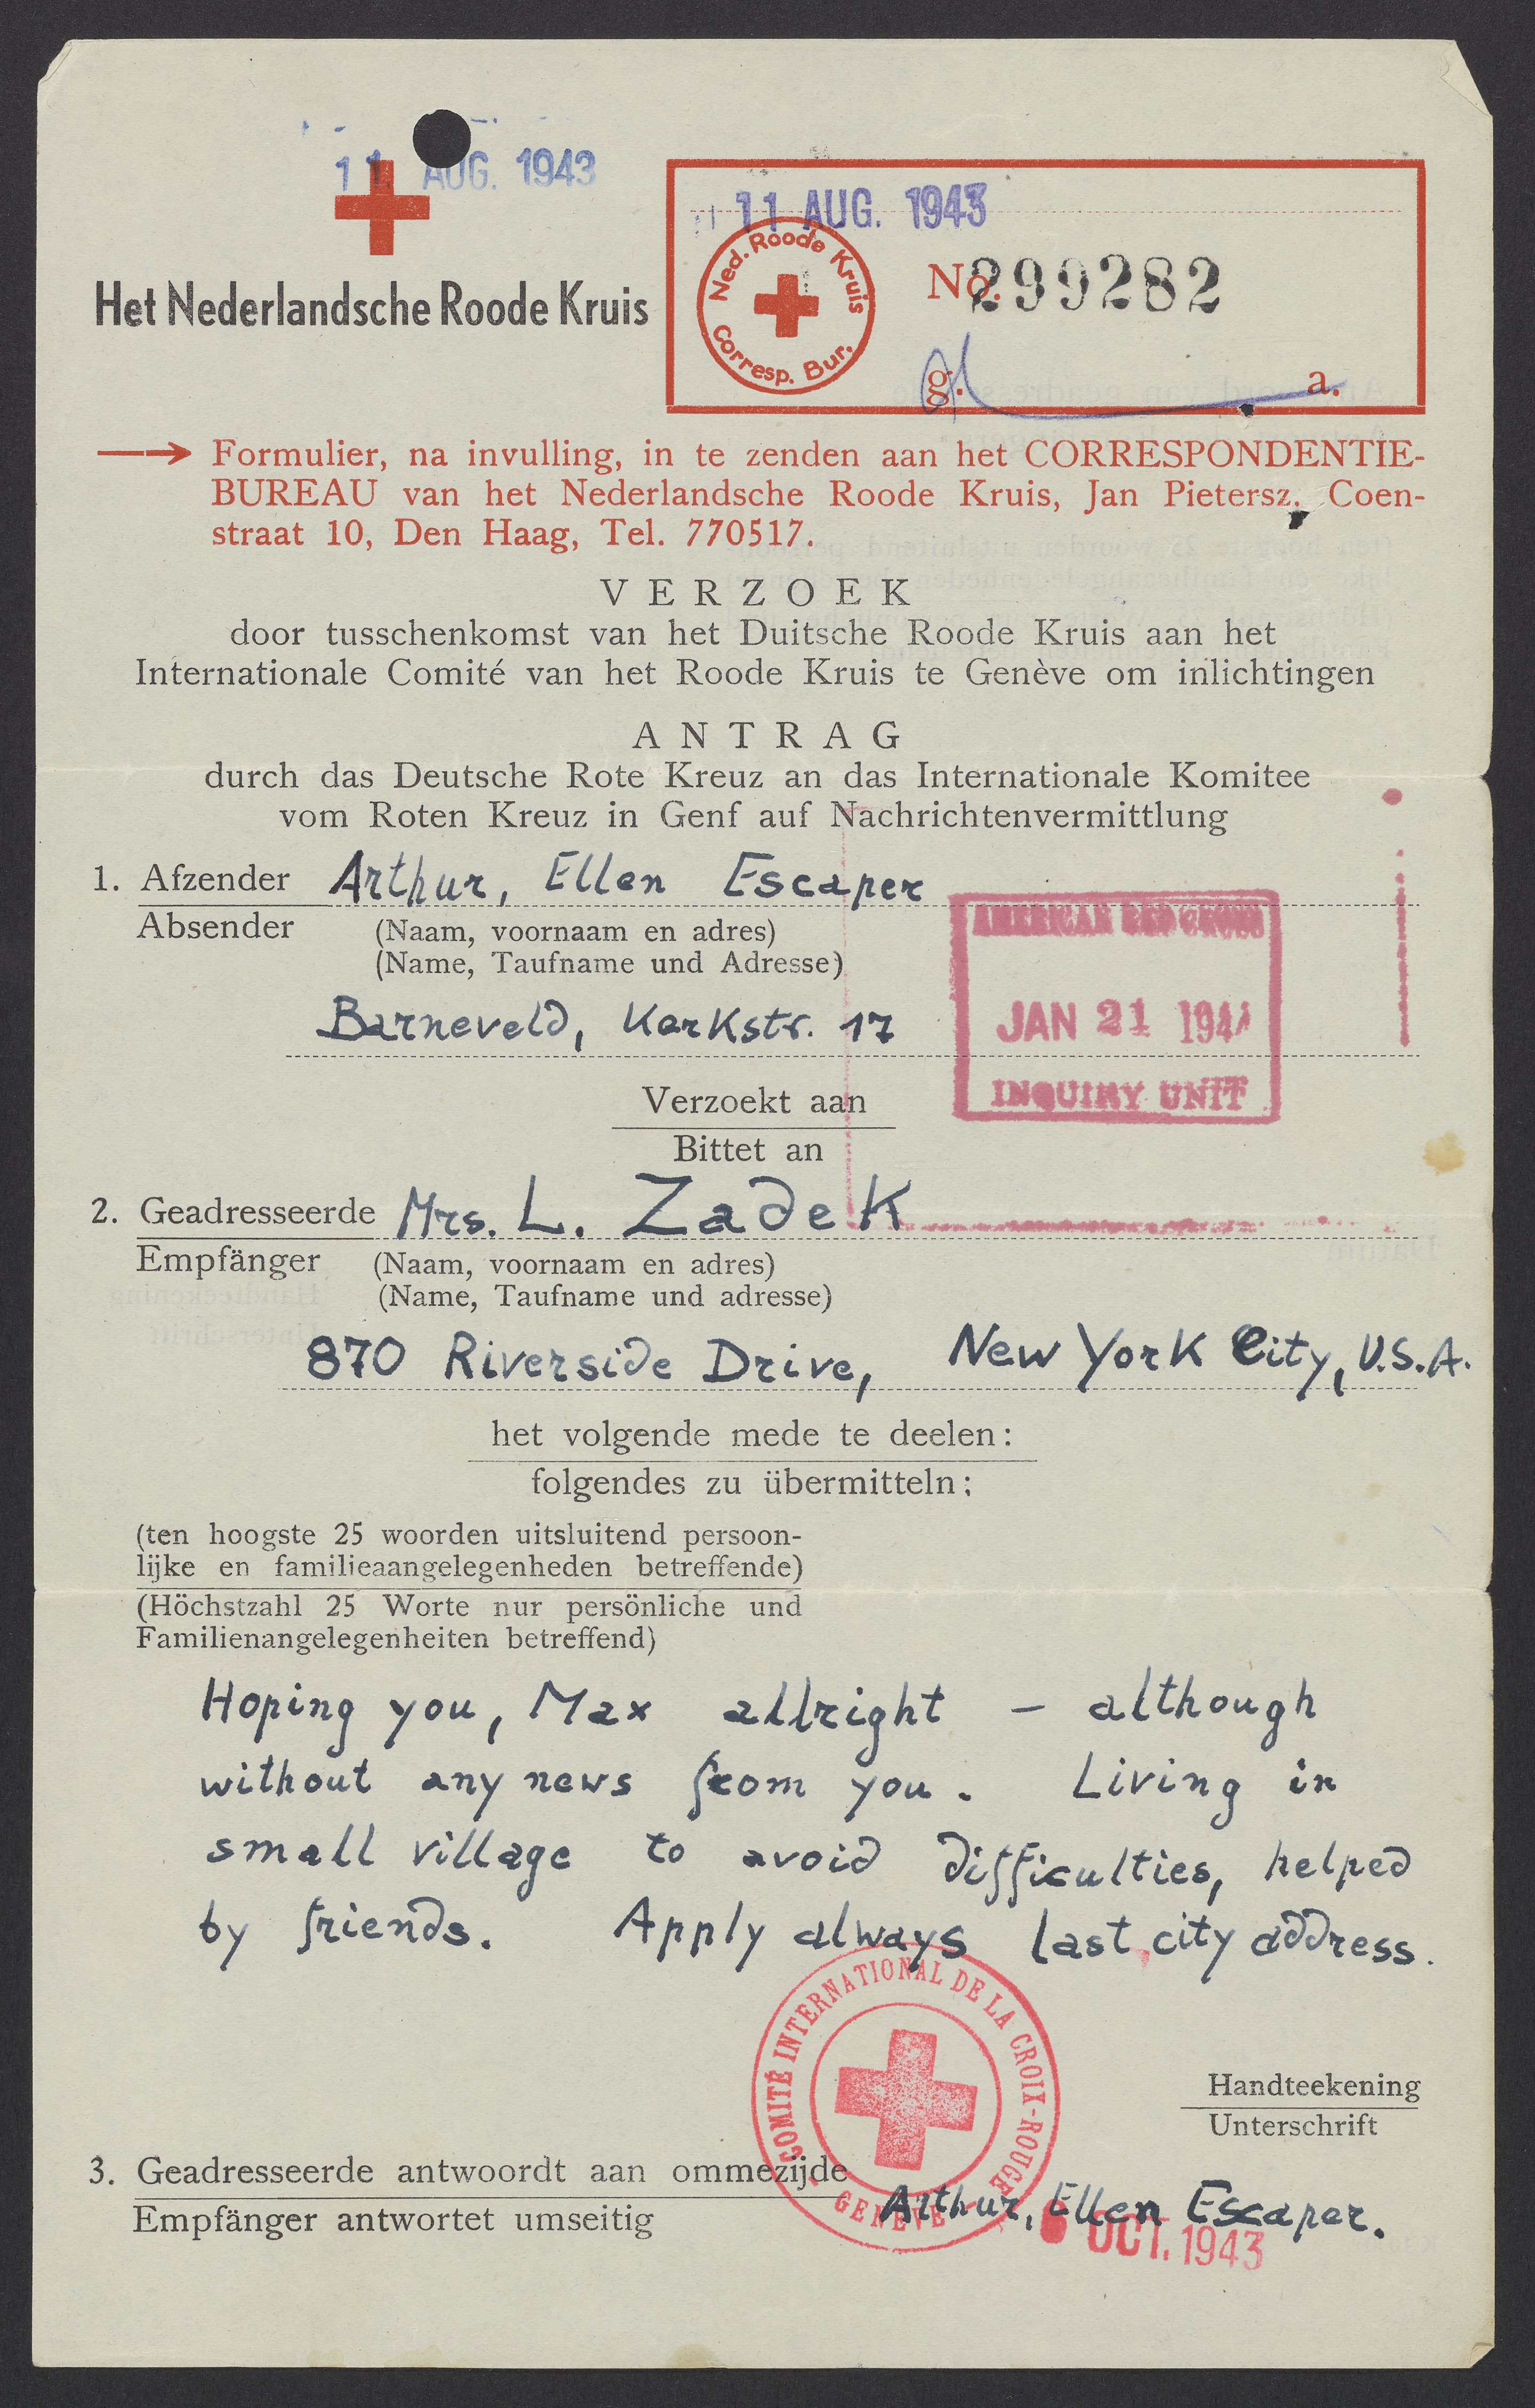 11 AUG. 1943
11 AUG. 1943
Ned. Roode Kruis
Corresp. Bur.
No. 299282
Het Nederlandsche Roode Kruis
g. a.
Formulier, na invulling, in te zenden aan het CORRESPONDENTIE-
BUREAU van het Nederlandsche Roode Kruis, Jan Pietersz. Coen-
straat 10, Den Haag, Tel. 770517.
VERZOEK
door tusschenkomst van het Duitsche Roode Kruis aan het
Internationale Comité van het Roode Kruis te Genève om inlichtingen
ANTRAG
durch das Deutsche Rote Kreuz an das Internationale Komitee
vom Roten Kreuz in Genf auf Nachrichtenvermittlung
1. Afzender Arthur, Ellen Escaper
Absender (Naam, voornaam en adres)
(Name, Taufname und Adresse)
AMERICAN RED CROSS
Barneveld, Kerkstr. 17
JAN 21 1944
INQUIRY UNIT
Verzoekt aan
Bittet an
2. Geadresseerde Mrs. L. Zadek
Empfänger (Naam, voornaam en adres)
(Name, Taufname und adresse)
870 Riverside Drive, New York City, U.S.A.
het volgende mede te deelen:
folgendes zu übermitteln:
(ten hoogste 25 woorden uitsluitend persoon-
lijke en familieaangelegenheden betreffende)
(Höchstzahl 25 Worte nur persönliche und
Familienangelegenheiten betreffend)
Hoping you, Max allright – although
without any news from you. Living in
small village to avoid difficulties, helped
by friends. Apply always last city address.
COMITÉ INTERNATIONAL DE LA CROIX-ROUGE
GENÈVE
Handteekening
Unterschrift
3. Geadresseerde antwoordt aan ommezijde
Empfänger antwortet umseitig
Arthur, Ellen Escaper.
OCT. 1943